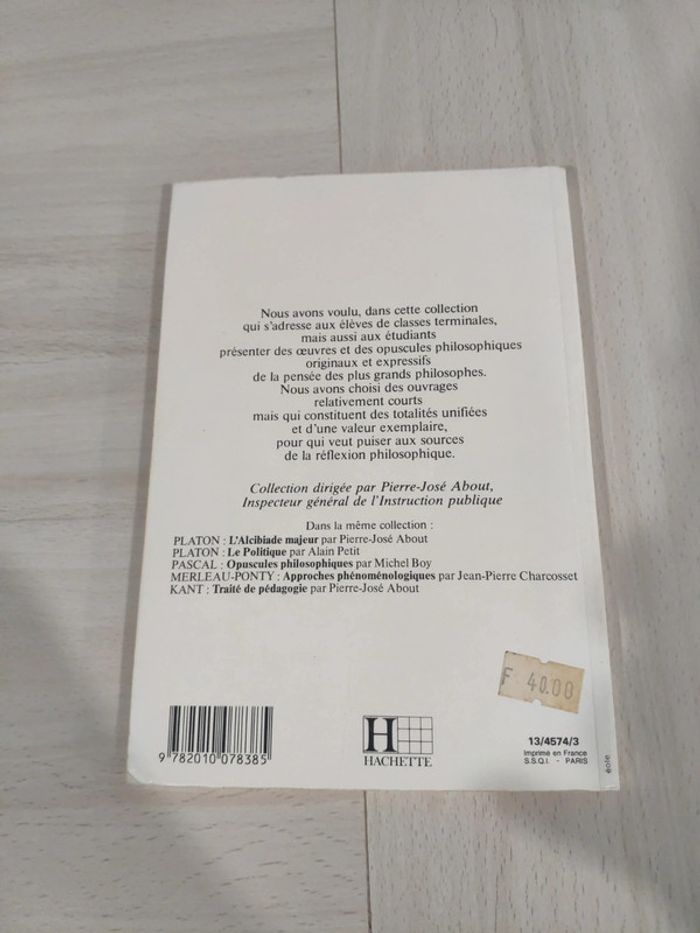 Nous avons voulu, dans cette collection
qui s'adresse aux élèves de classes terminales,
mais aussi aux étudiants
présenter des œuvres et des opuscules philosophiques
originaux et expressifs
de la pensée des plus grands philosophes.
Nous avons choisi des ouvrages
relativement courts
mais qui constituent des totalités unifiées
et d'une valeur exemplaire,
pour qui veut puiser aux sources
de la réflexion philosophique.
Collection dirigée par Pierre-José About,
Inspecteur général de l'Instruction publique
Dans la même collection :
PLATON : L'Alcibiade majeur par Pierre-José About
PLATON : Le Politique par Alain Petit
PASCAL : Opuscules philosophiques par Michel Boy
MERLEAU-PONTY : Approches phénoménologiques par Jean-Pierre Charcosset
KANT : Traité de pédagogie par Pierre-José About
F 40.00
9 782010 078385
H
HACHETTE
13/4574/3
Imprimé en France
S.S.Q.I. - PARIS
éole